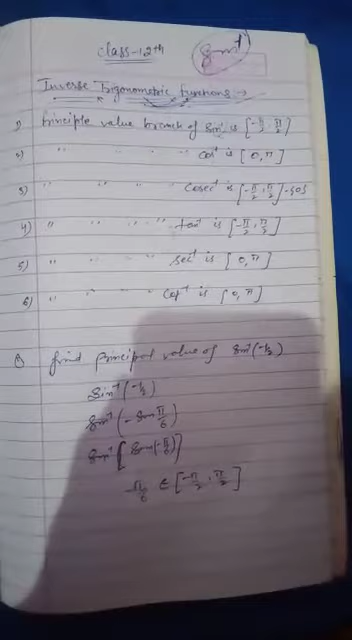 Class-12th
sin⁻¹
Inverse Trigonometric functions →
1) Principle value branch of sin⁻¹ is [-π/2, π/2]
2) " " " " cos⁻¹ is [0, π]
3) " " " " cosec⁻¹ is [-π/2, π/2] - {0}
4) " " " " tan⁻¹ is [-π/2, π/2]
5) " " " " sec⁻¹ is [0, π]
6) " " " " cot⁻¹ is [0, π]
Q find principal value of sin⁻¹(-1/2)
sin⁻¹(-1/2)
sin⁻¹(-sin π/6)
sin⁻¹[sin(-π/6)]
-π/6 ∈ [-π/2, π/2]